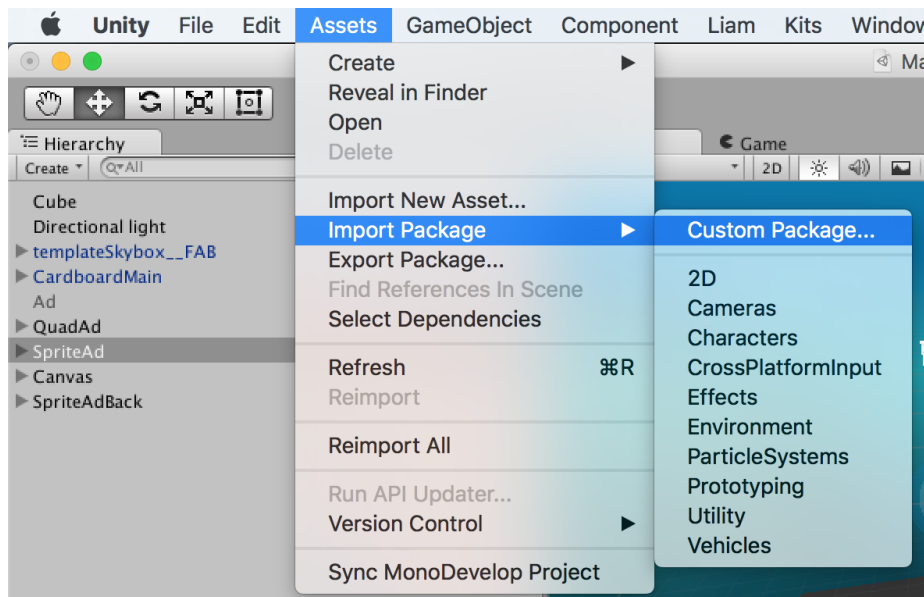 Unity File Edit Assets GameObject Component Liam Kits Window
Ma
Hierarchy
Game
Create All
2D
Cube
Directional light
templateSkybox__FAB
CardboardMain
Ad
QuadAd
SpriteAd
Canvas
SpriteAdBack
Create
Reveal in Finder
Open
Delete
Import New Asset...
Import Package
Export Package...
Find References In Scene
Select Dependencies
Refresh ⌘R
Reimport
Reimport All
Run API Updater...
Version Control
Sync MonoDevelop Project
Custom Package...
2D
Cameras
Characters
CrossPlatformInput
Effects
Environment
ParticleSystems
Prototyping
Utility
Vehicles